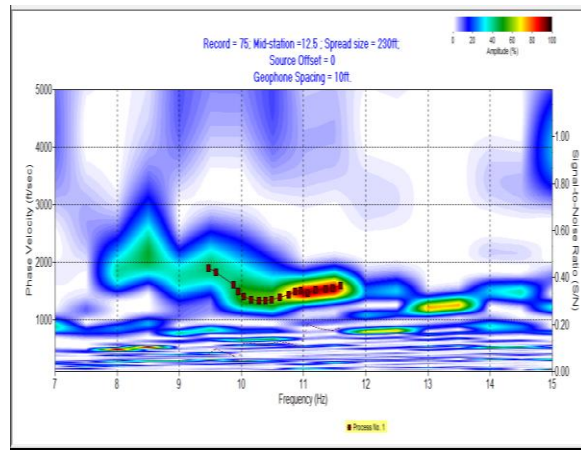 Record = 75; Mid-station =12.5 ; Spread size = 230ft;
Source Offset = 0
Geophone Spacing = 10ft.
0 20 40 60 80 100
Amplitude (%)
5000
4000
3000
2000
1000
Phase Velocity (ft/sec)
1.00
0.80
0.60
0.40
0.20
0.00
Signal-to-Noise Ratio (S/N)
7 8 9 10 11 12 13 14 15
Frequency (Hz)
Process No. 1